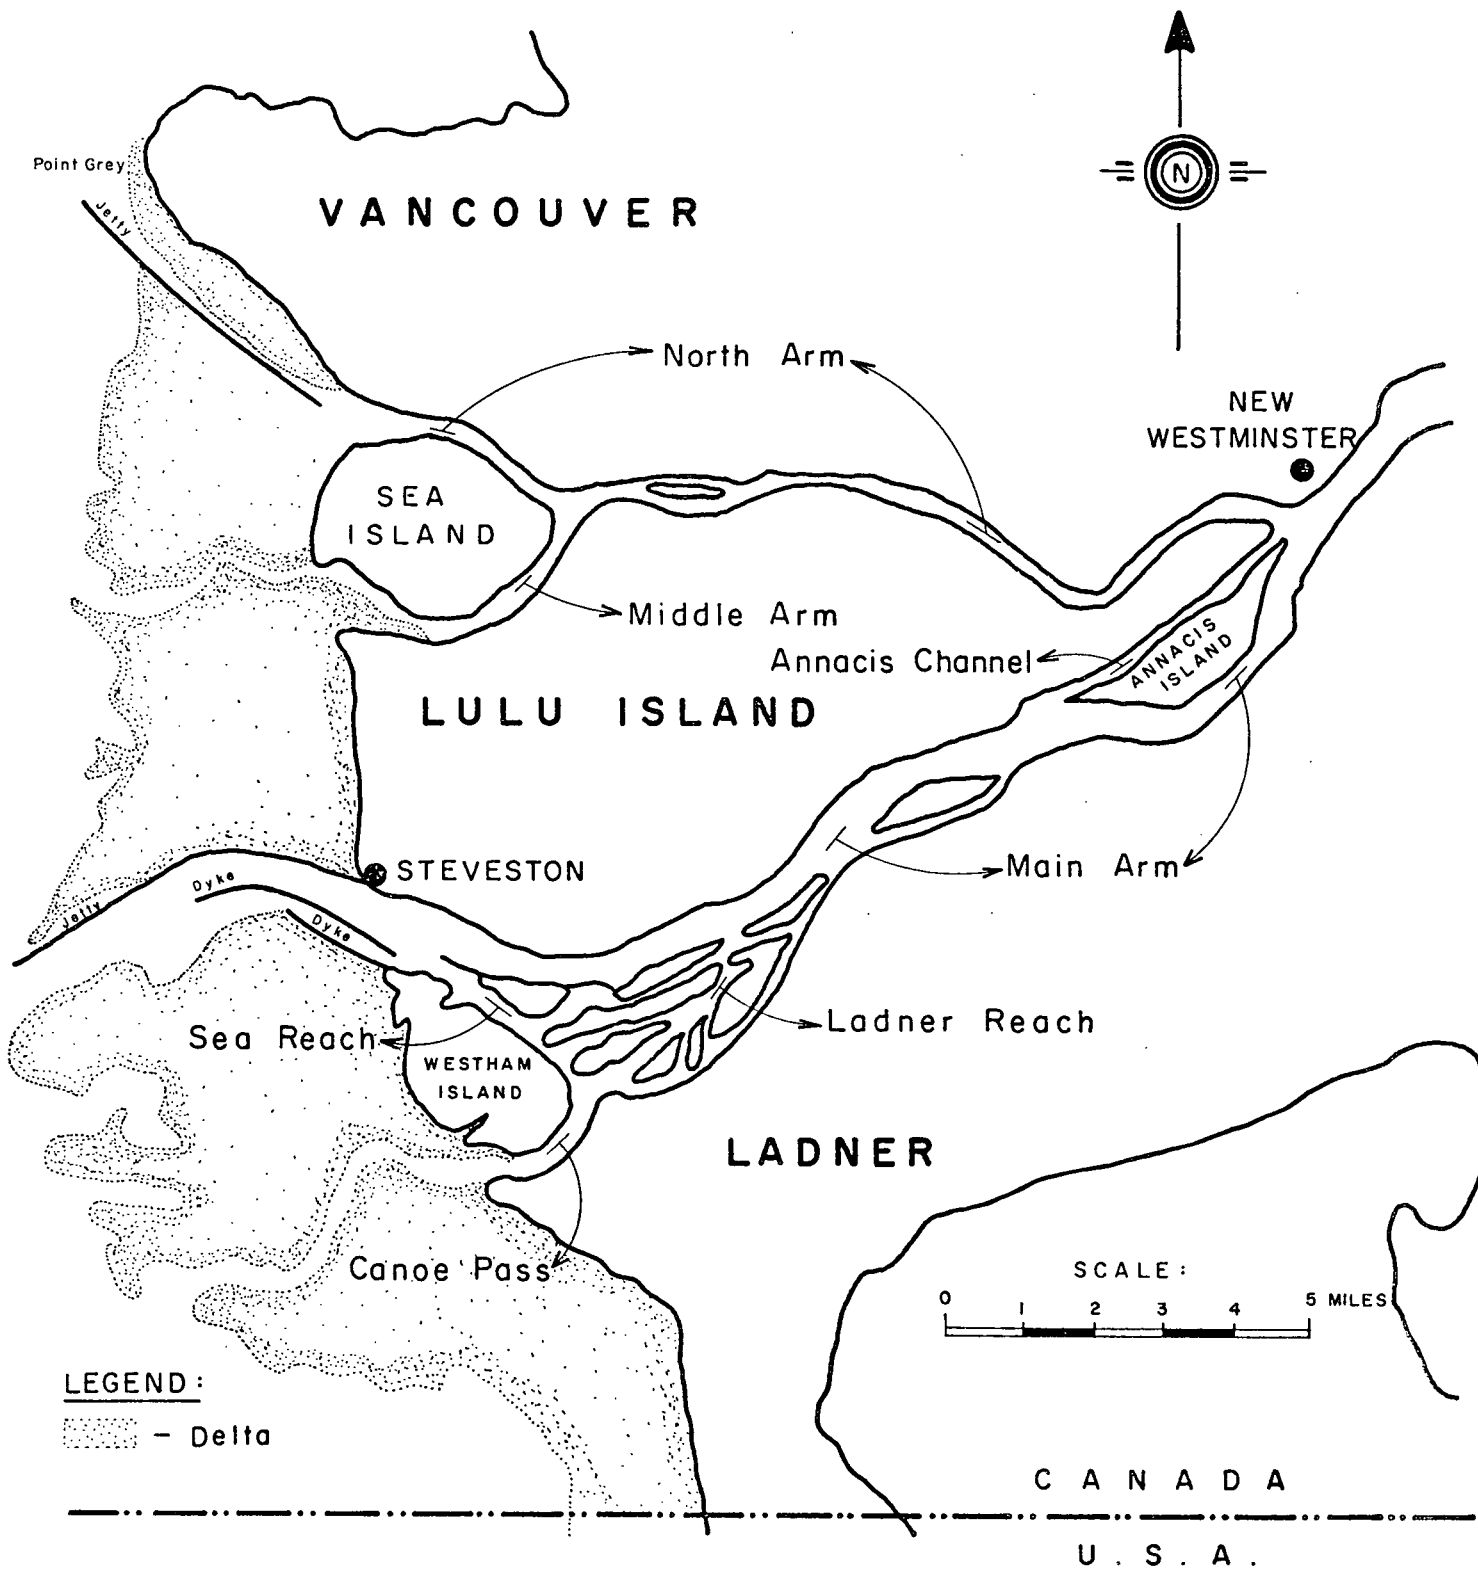 Point Grey
Jetty
VANCOUVER
N
North Arm
NEW
WESTMINSTER
SEA
ISLAND
Middle Arm
Annacis Channel
ANNACIS
ISLAND
LULU ISLAND
STEVESTON
Main Arm
Dyke
Jetty
Dyke
Sea Reach
Ladner Reach
WESTHAM
ISLAND
LADNER
Canoe Pass
SCALE:
0 1 2 3 4 5 MILES
LEGEND:
- Delta
CANADA
U.S.A.